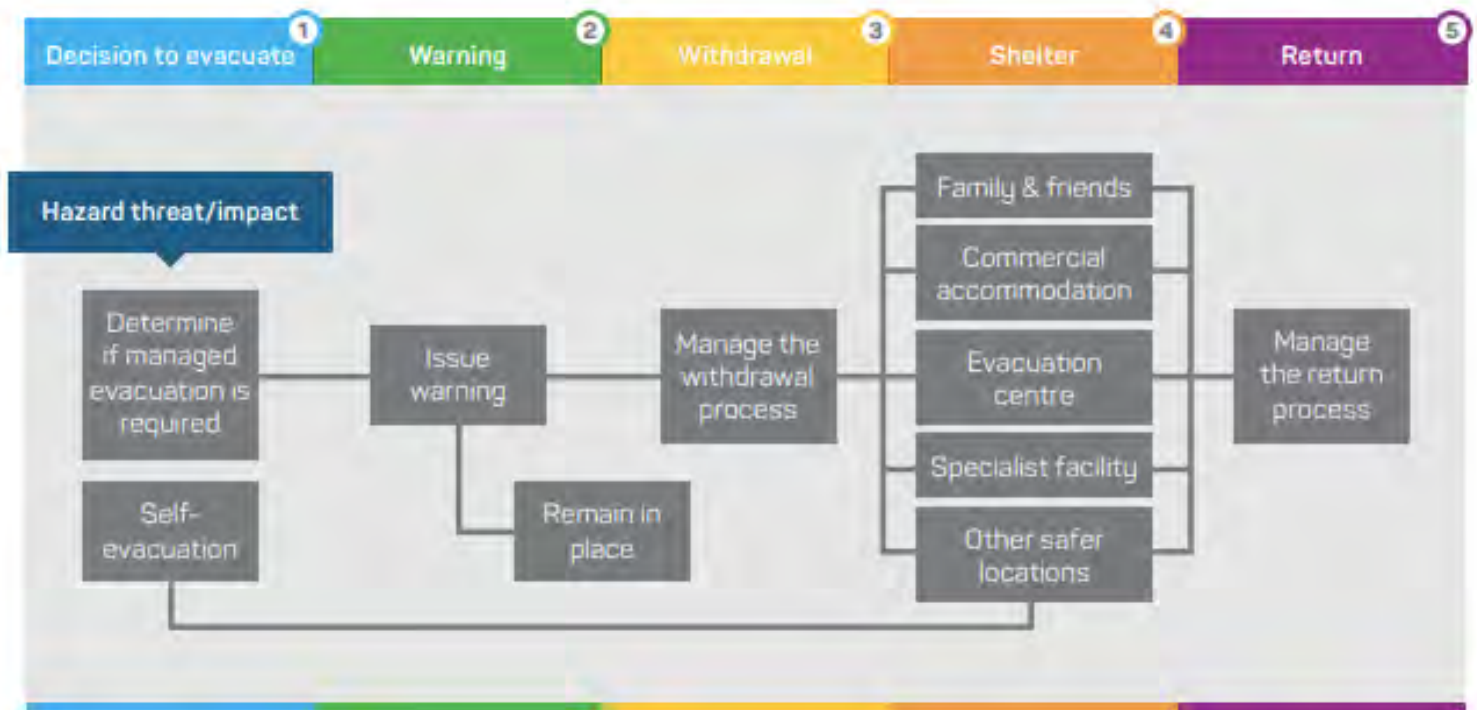 1
2
3
4
5
Decision to evacuate
Warning
Withdrawal
Shelter
Return
Hazard threat/impact
Determine
if managed
evacuation is
required
Self-
evacuation
Issue
warning
Remain in
place
Manage the
withdrawal
process
Family & friends
Commercial
accommodation
Evacuation
centre
Specialist facility
Other safer
locations
Manage
the return
process